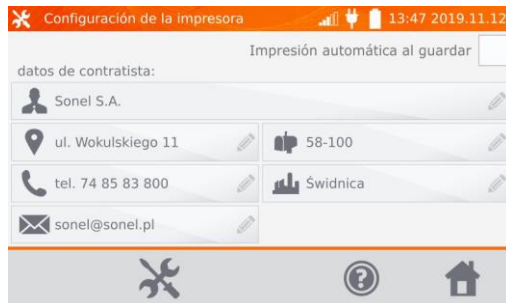 Configuración de la impresora
13:47 2019.11.12
Impresión automática al guardar
datos de contratista:
Sonel S.A.
ul. Wokulskiego 11
58-100
tel. 74 85 83 800
Świdnica
sonel@sonel.pl